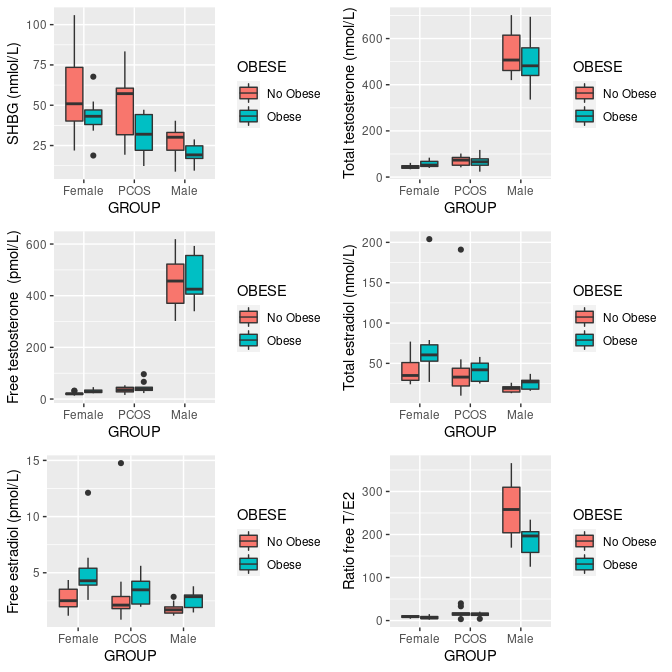 SHBG (nmlol/L)
100
75
50
25
Female PCOS Male
GROUP
OBESE
No Obese
Obese
Total testosterone (nmol/L)
600
400
200
0
Female PCOS Male
GROUP
OBESE
No Obese
Obese
Free testosterone (pmol/L)
600
400
200
0
Female PCOS Male
GROUP
OBESE
No Obese
Obese
Total estradiol (nmol/L)
200
150
100
50
Female PCOS Male
GROUP
OBESE
No Obese
Obese
Free estradiol (pmol/L)
15
10
5
Female PCOS Male
GROUP
OBESE
No Obese
Obese
Ratio free T/E2
300
200
100
0
Female PCOS Male
GROUP
OBESE
No Obese
Obese